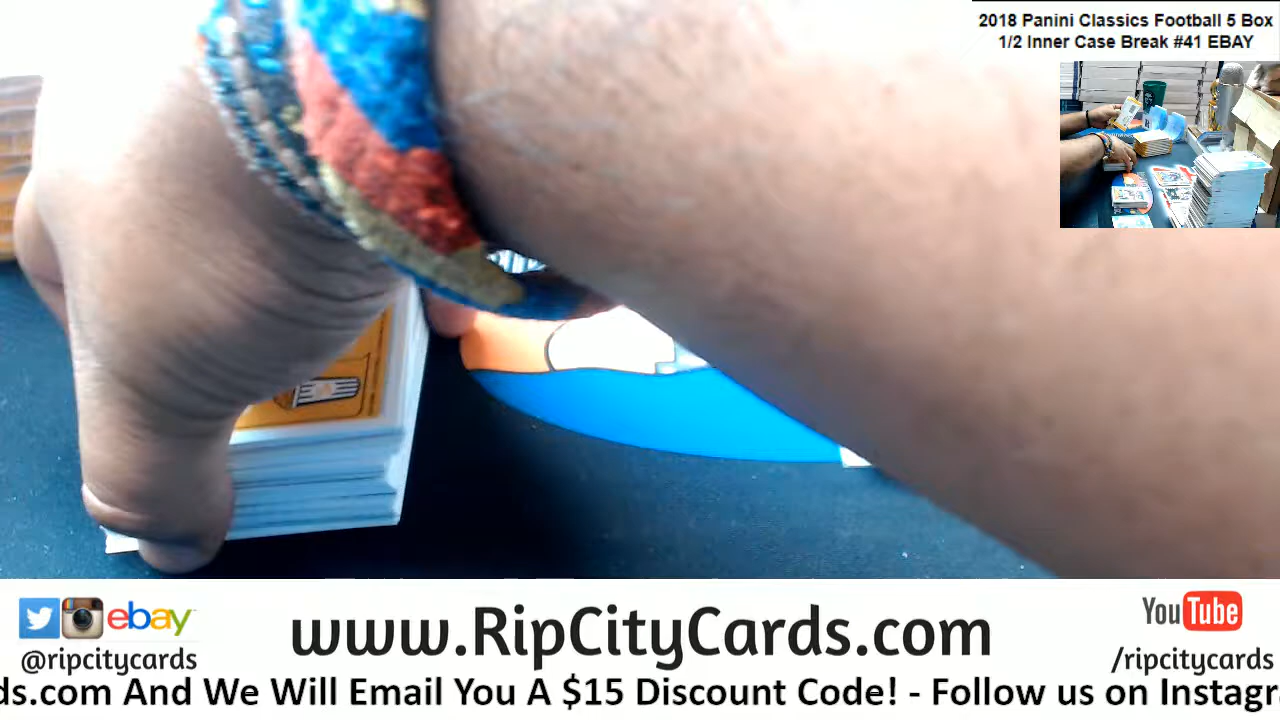 2018 Panini Classics Football 5 Box
1/2 Inner Case Break #41 EBAY
ebay
www.RipCityCards.com
YouTube
@ripcitycards
/ripcitycards
ds.com And We Will Email You A $15 Discount Code! - Follow us on Instagr